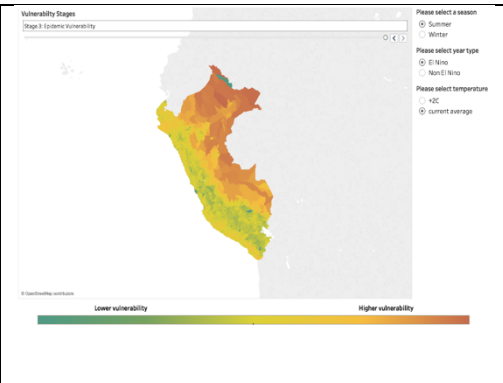 Vulnerabilty Stages
Stage 3: Epidemic Vulnerability
Please select a season
Summer
Winter
Please select year type
El Nino
Non El Nino
Please select temperature
+2C
current average
© OpenStreetMap contributors
Lower vulnerability
Higher vulnerability